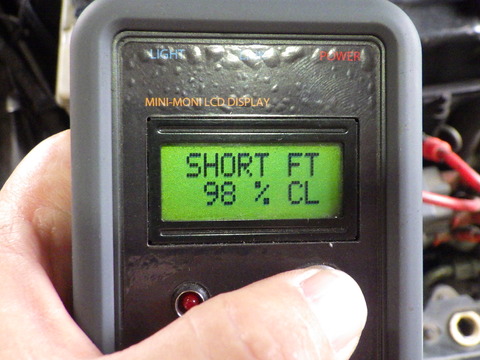 LIGHT POWER
MINI-MONI LCD DISPLAY
SHORT FT
98 % CL